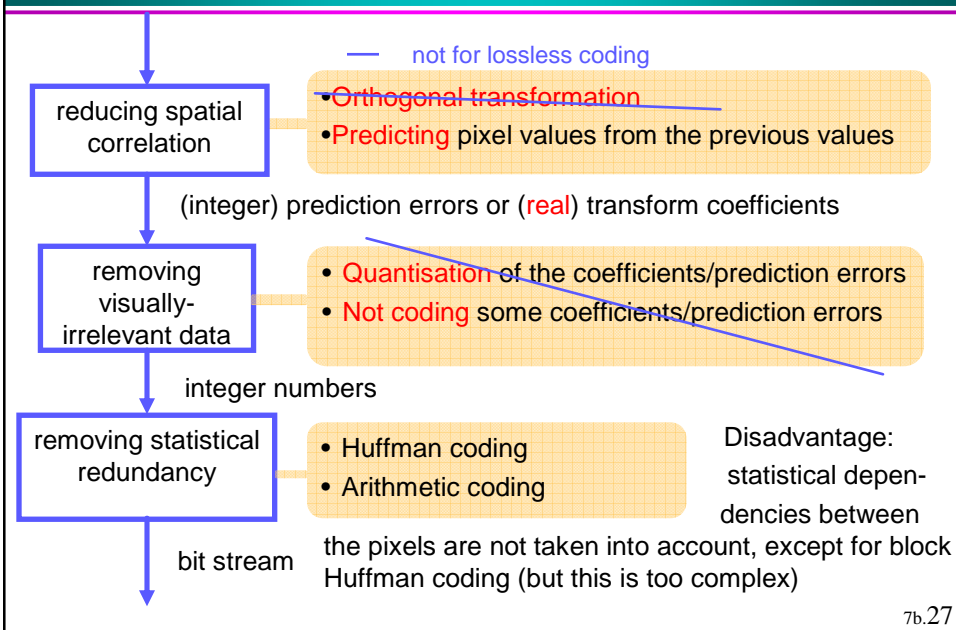 not for lossless coding
reducing spatial
correlation
•Orthogonal transformation
•Predicting pixel values from the previous values
(integer) prediction errors or (real) transform coefficients
removing
visually-
irrelevant data
• Quantisation of the coefficients/prediction errors
• Not coding some coefficients/prediction errors
integer numbers
removing statistical
redundancy
• Huffman coding
• Arithmetic coding
Disadvantage:
statistical depen-
dencies between
the pixels are not taken into account, except for block
Huffman coding (but this is too complex)
bit stream
7b.27